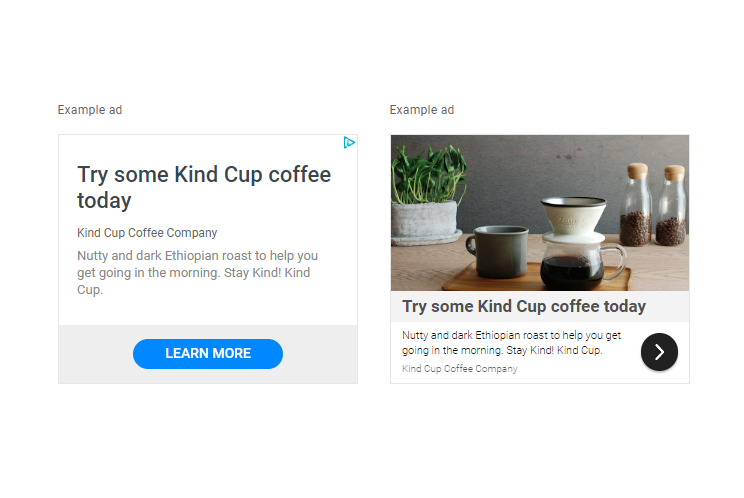 Example ad
Try some Kind Cup coffee
today
Kind Cup Coffee Company
Nutty and dark Ethiopian roast to help you
get going in the morning. Stay Kind! Kind
Cup.
LEARN MORE
Example ad
Try some Kind Cup coffee today
Nutty and dark Ethiopian roast to help you get
going in the morning. Stay Kind! Kind Cup.
Kind Cup Coffee Company